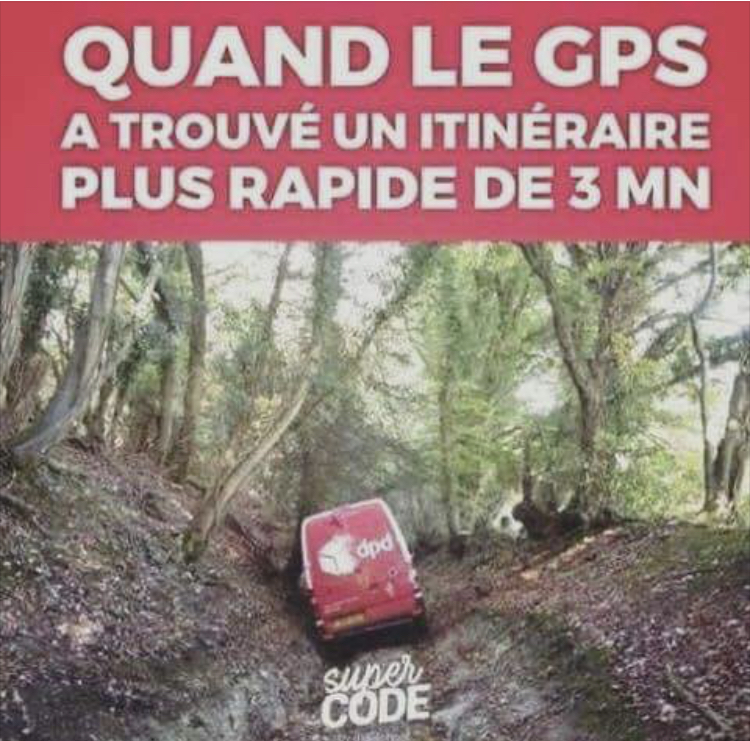 QUAND LE GPS
A TROUVÉ UN ITINÉRAIRE
PLUS RAPIDE DE 3 MN
dpd
super
CODE